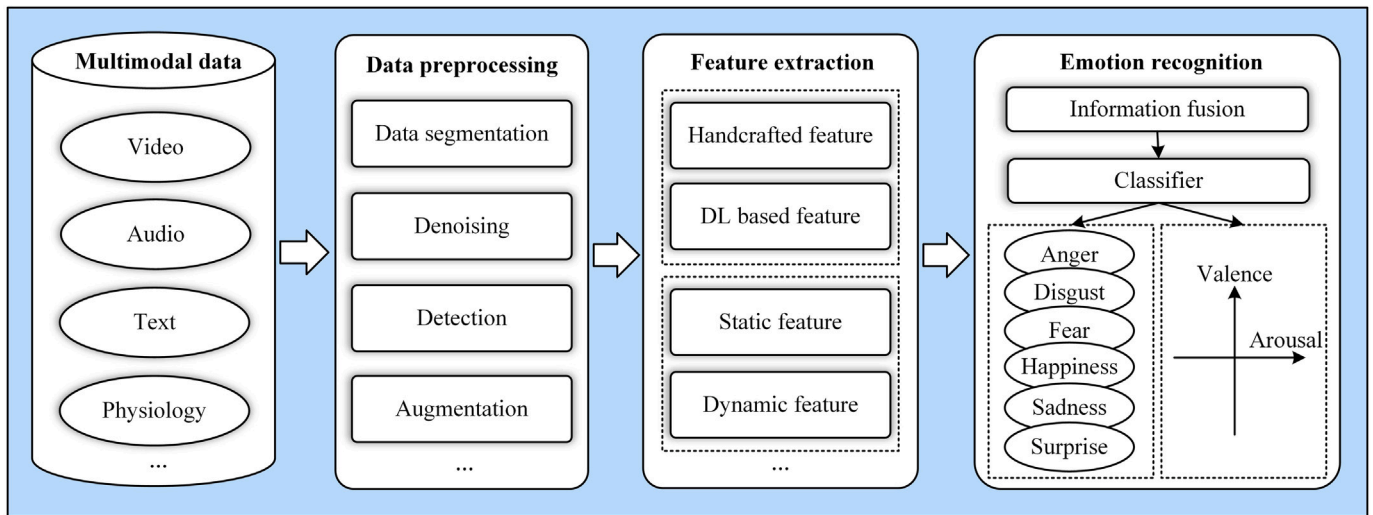 Multimodal data
Video
Audio
Text
Physiology
...
Data preprocessing
Data segmentation
Denoising
Detection
Augmentation
...
Feature extraction
Handcrafted feature
DL based feature
Static feature
Dynamic feature
...
Emotion recognition
Information fusion
Classifier
Anger
Disgust
Fear
Happiness
Sadness
Surprise
Valence
Arousal